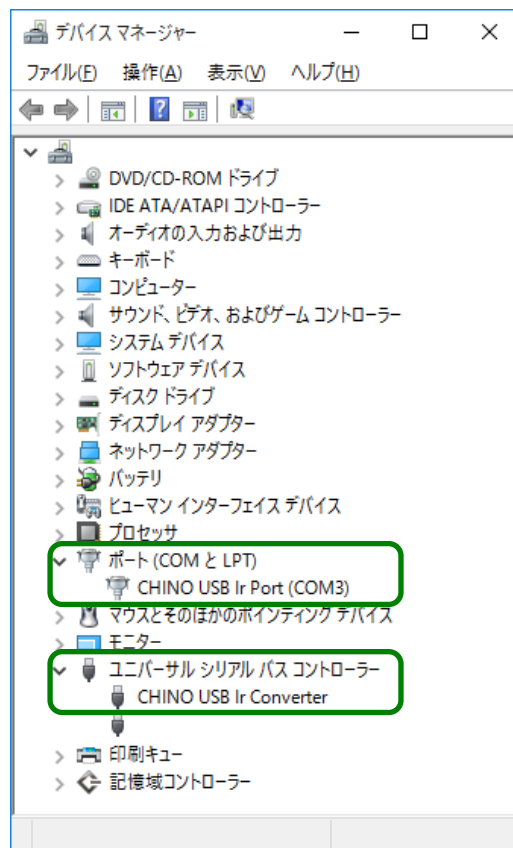 デバイス マネージャー
ファイル(F) 操作(A) 表示(V) ヘルプ(H)
DVD/CD-ROM ドライブ
IDE ATA/ATAPI コントローラー
オーディオの入力および出力
キーボード
コンピューター
サウンド、ビデオ、およびゲーム コントローラー
システム デバイス
ソフトウェア デバイス
ディスク ドライブ
ディスプレイ アダプター
ネットワーク アダプター
バッテリ
ヒューマン インターフェイス デバイス
プロセッサ
ポート (COM と LPT)
CHINO USB Ir Port (COM3)
マウスとそのほかのポインティング デバイス
モニター
ユニバーサル シリアル バス コントローラー
CHINO USB Ir Converter
印刷キュー
記憶域コントローラー